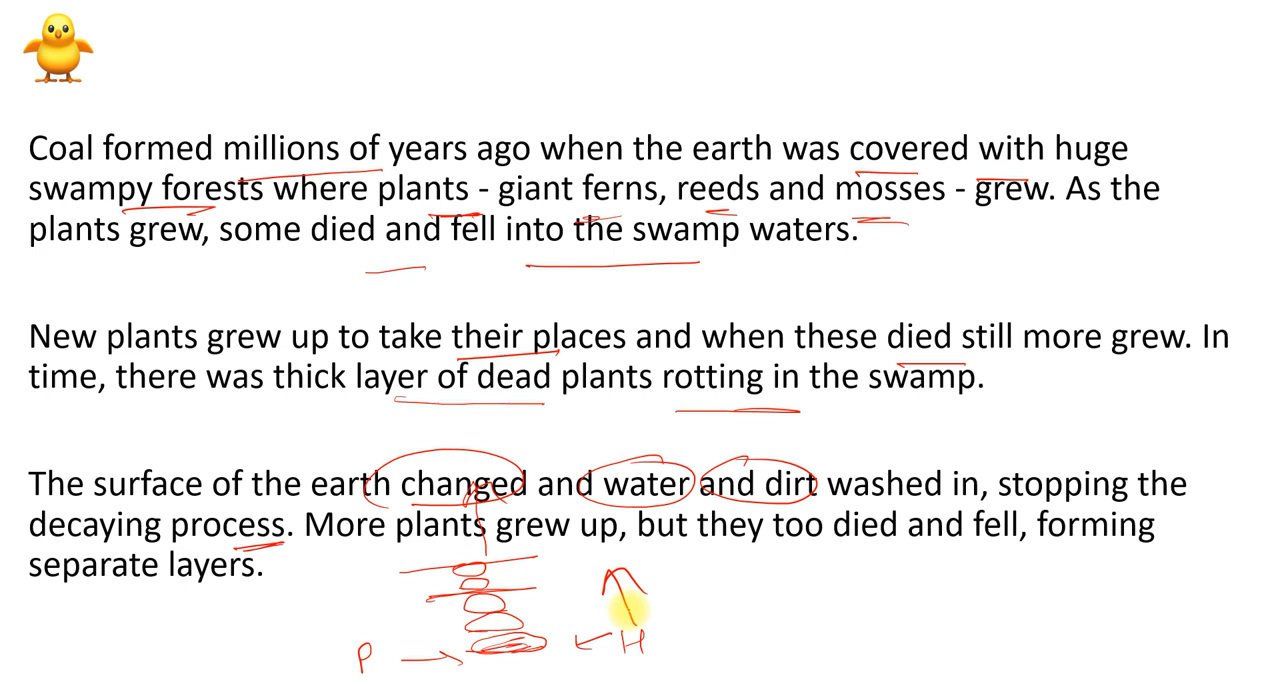 Coal formed millions of years ago when the earth was covered with huge
swampy forests where plants - giant ferns, reeds and mosses - grew. As the
plants grew, some died and fell into the swamp waters.
New plants grew up to take their places and when these died still more grew. In
time, there was thick layer of dead plants rotting in the swamp.
The surface of the earth changed and water and dirt washed in, stopping the
decaying process. More plants grew up, but they too died and fell, forming
separate layers.
P H